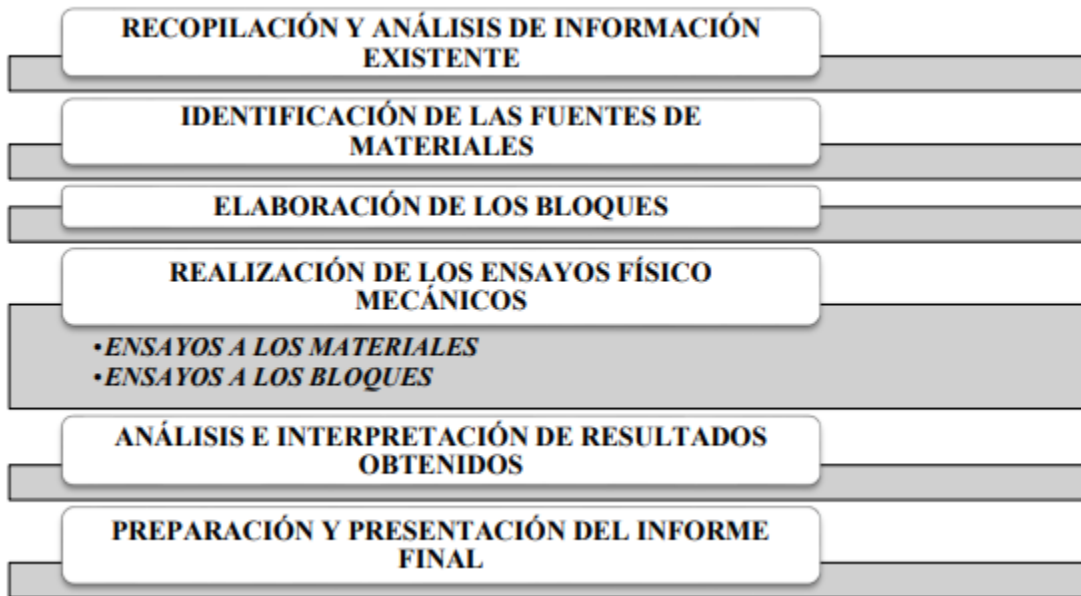 RECOPILACIÓN Y ANÁLISIS DE INFORMACIÓN
EXISTENTE
IDENTIFICACIÓN DE LAS FUENTES DE
MATERIALES
ELABORACIÓN DE LOS BLOQUES
REALIZACIÓN DE LOS ENSAYOS FÍSICO
MECÁNICOS
•ENSAYOS A LOS MATERIALES
•ENSAYOS A LOS BLOQUES
ANÁLISIS E INTERPRETACIÓN DE RESULTADOS
OBTENIDOS
PREPARACIÓN Y PRESENTACIÓN DEL INFORME
FINAL